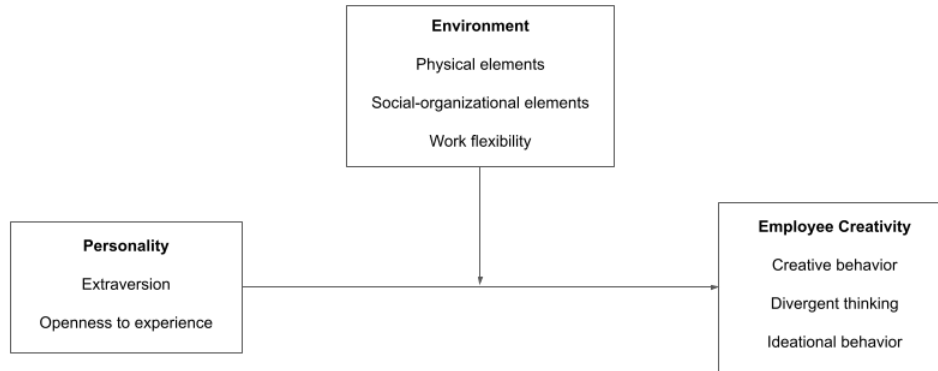 Environment
Physical elements
Social-organizational elements
Work flexibility
Personality
Extraversion
Openness to experience
Employee Creativity
Creative behavior
Divergent thinking
Ideational behavior